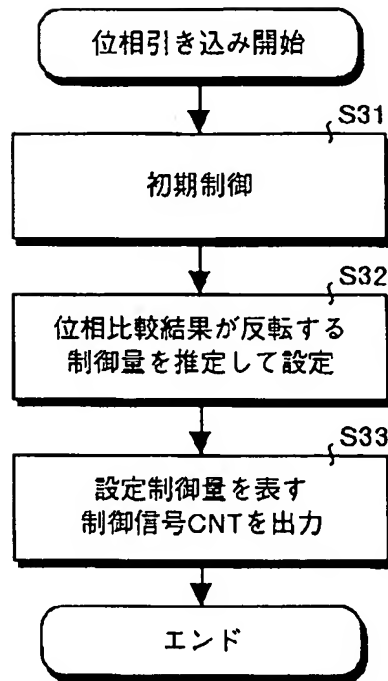 位相引き込み開始
S31
初期制御
S32
位相比較結果が反転する
制御量を推定して設定
S33
設定制御量を表す
制御信号CNTを出力
エンド